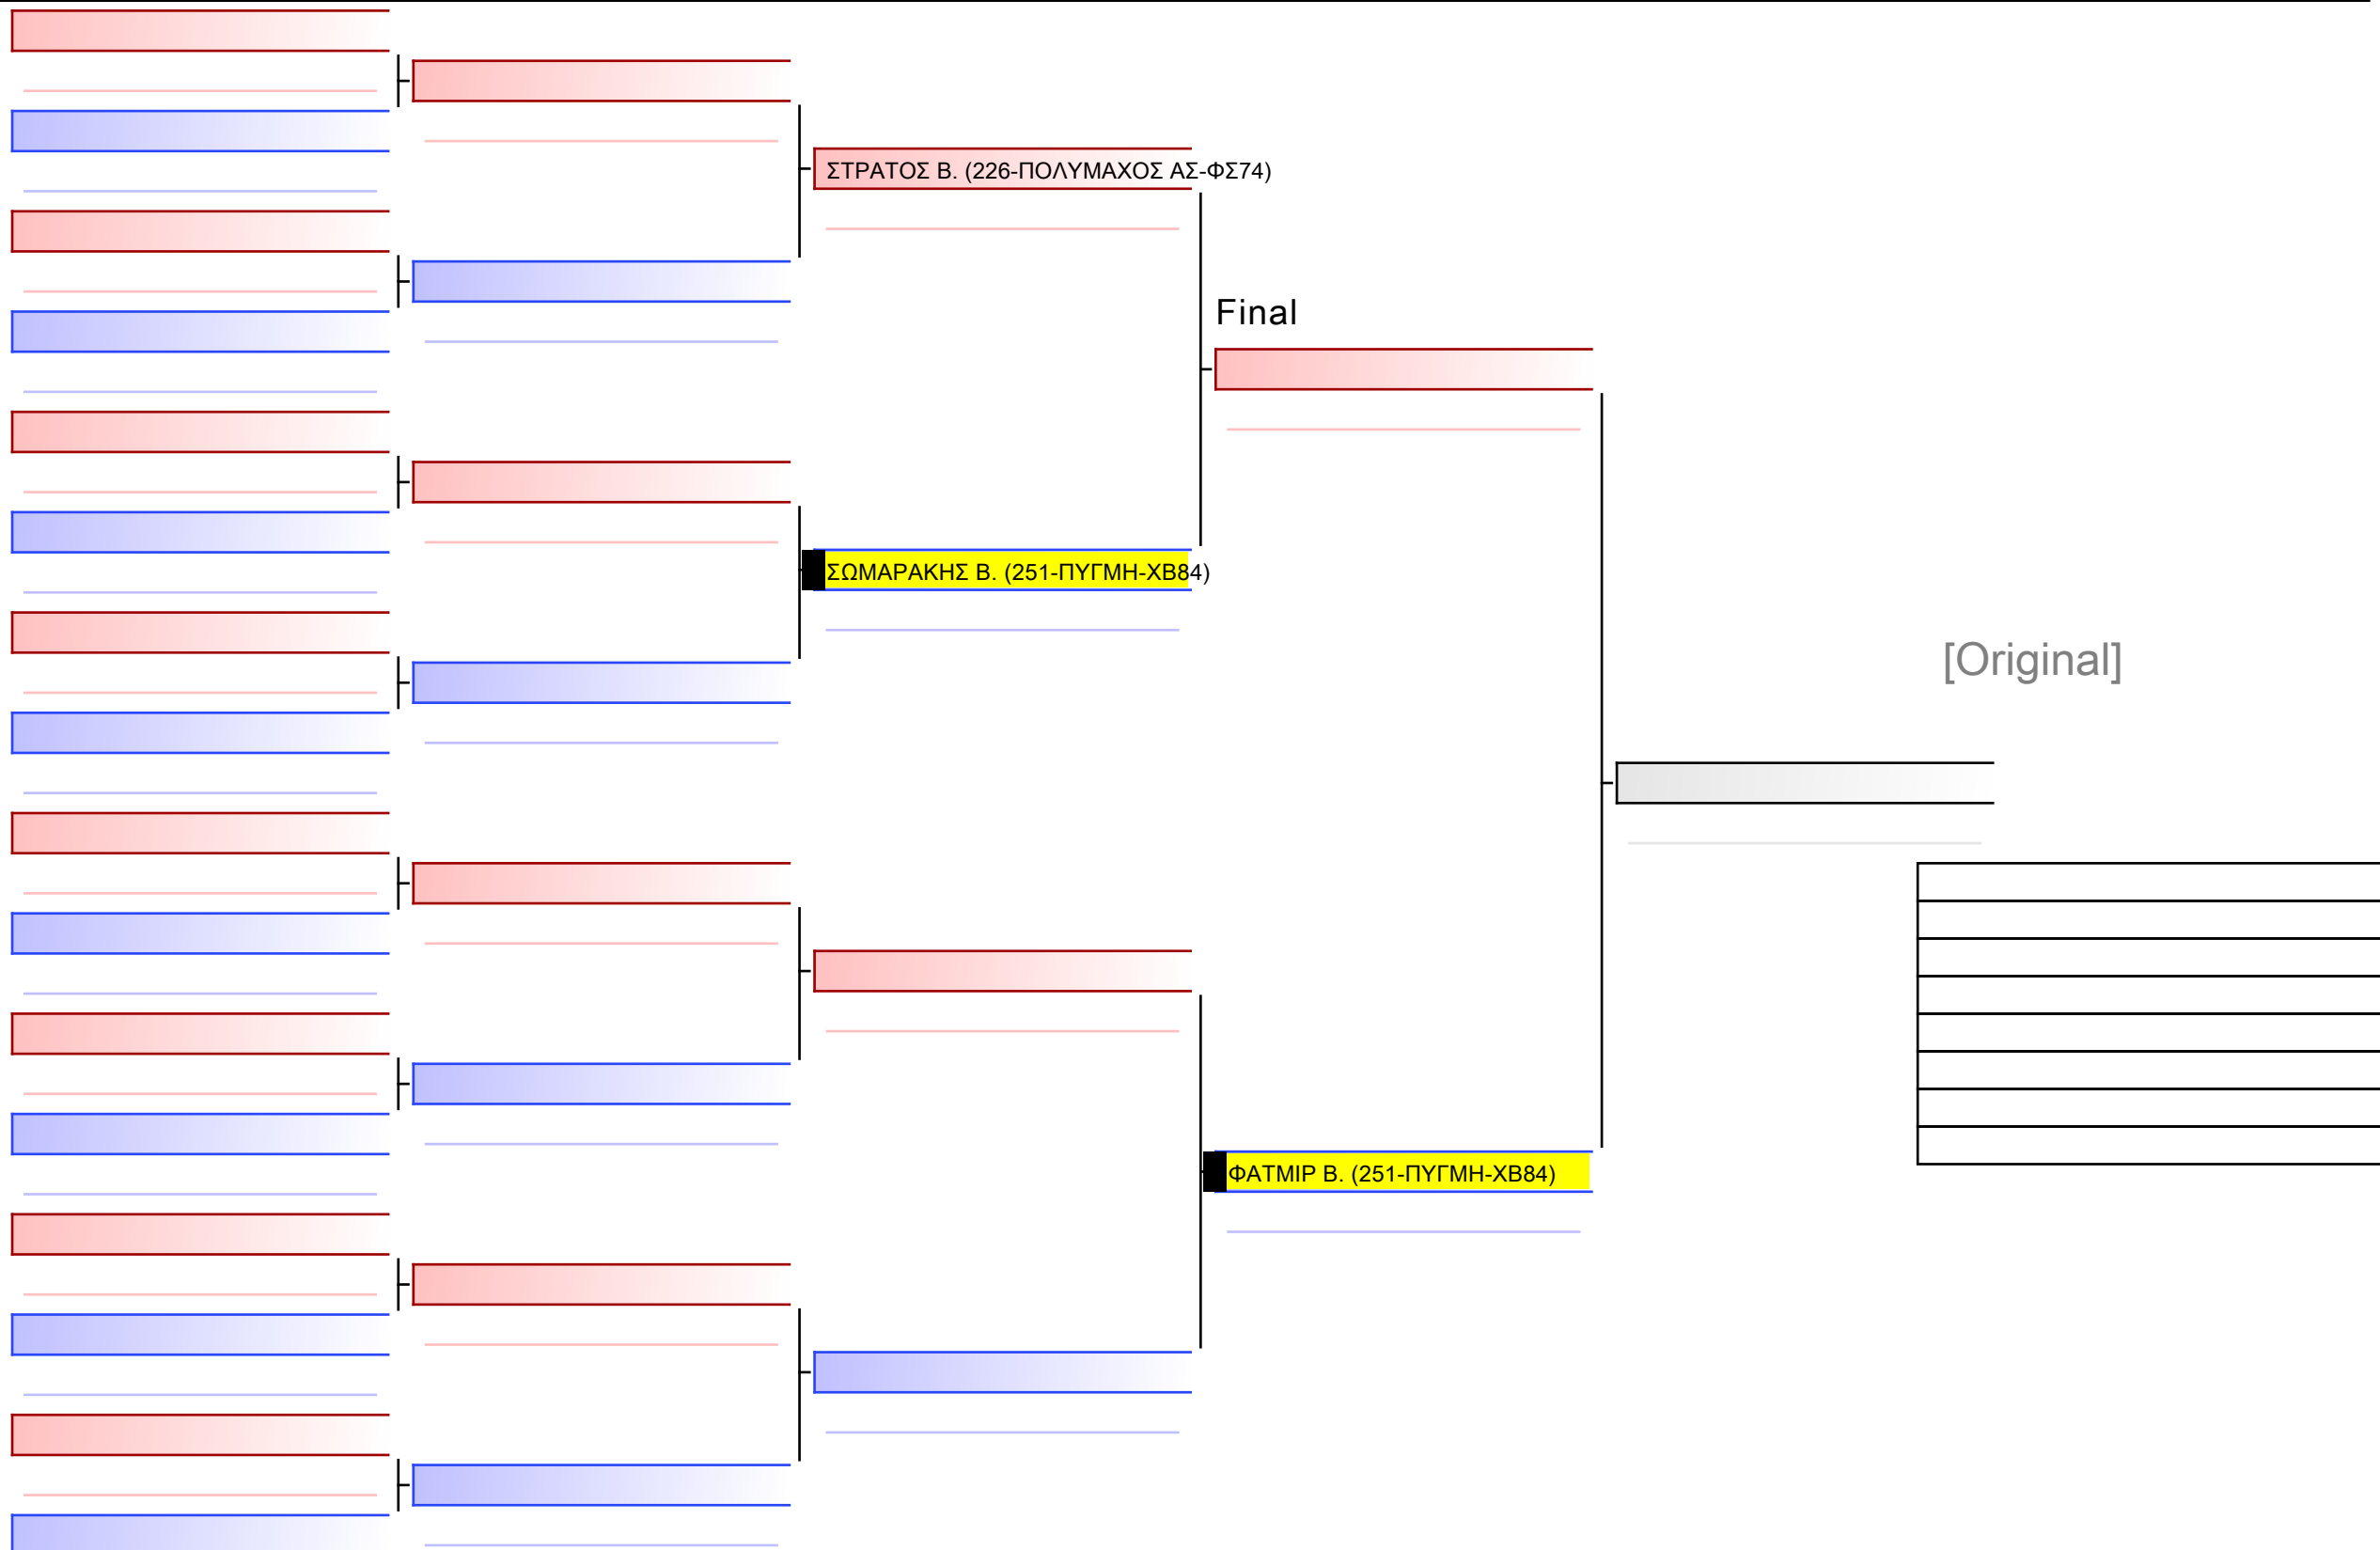 ΣΤΡΑΤΟΣ Β. (226-ΠΟΛΥΜΑΧΟΣ ΑΣ-ΦΣ74)
Final
ΣΩΜΑΡΑΚΗΣ Β. (251-ΠΥΓΜΗ-ΧΒ84)
[Original]
ΦΑΤΜΙΡ Β. (251-ΠΥΓΜΗ-ΧΒ84)